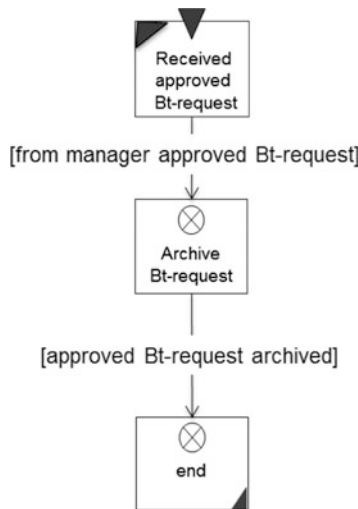 Received
approved
Bt-request
[from manager approved Bt-request]
Archive
Bt-request
[approved Bt-request archived]
end